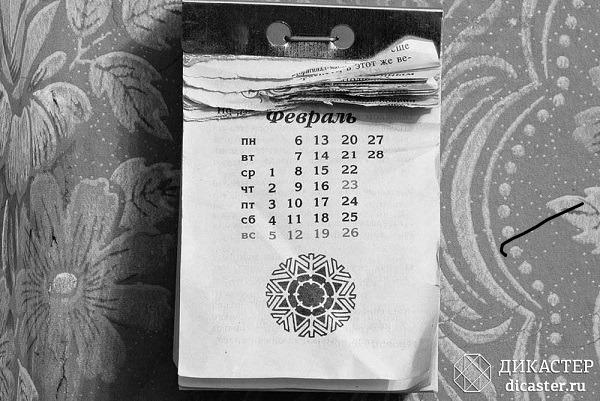 еще
в этот же ве-
Февраль
пн 6 13 20 27
вт 7 14 21 28
ср 1 8 15 22
чт 2 9 16 23
пт 3 10 17 24
сб 4 11 18 25
вс 5 12 19 26
ДИКАСТЕР
dicaster.ru